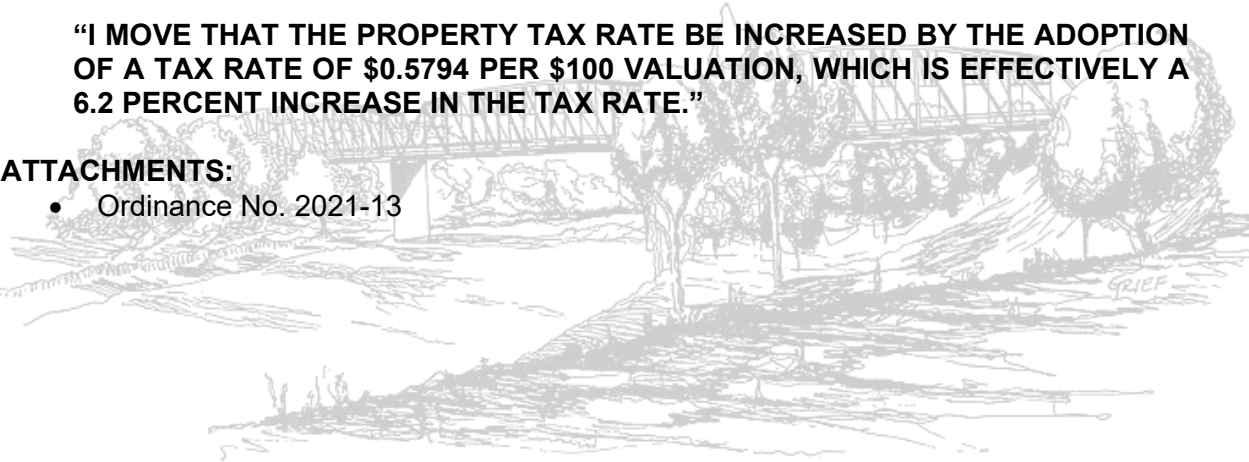 “I MOVE THAT THE PROPERTY TAX RATE BE INCREASED BY THE ADOPTION
OF A TAX RATE OF $0.5794 PER $100 VALUATION, WHICH IS EFFECTIVELY A
6.2 PERCENT INCREASE IN THE TAX RATE.”
ATTACHMENTS:
• Ordinance No. 2021-13
GRIEF